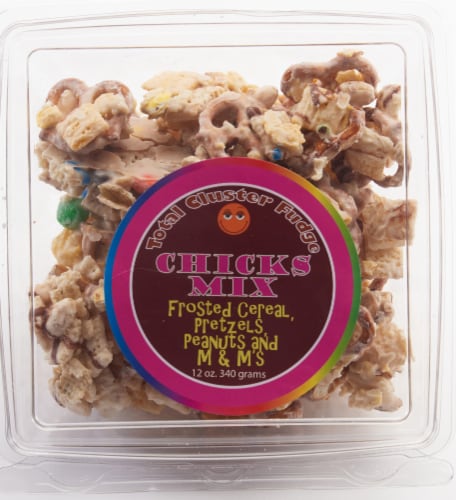 Total Cluster Fudge
CHICKS
MIX
Frosted Cereal,
Pretzels,
Peanuts and
M & M's
12 oz. 340 grams